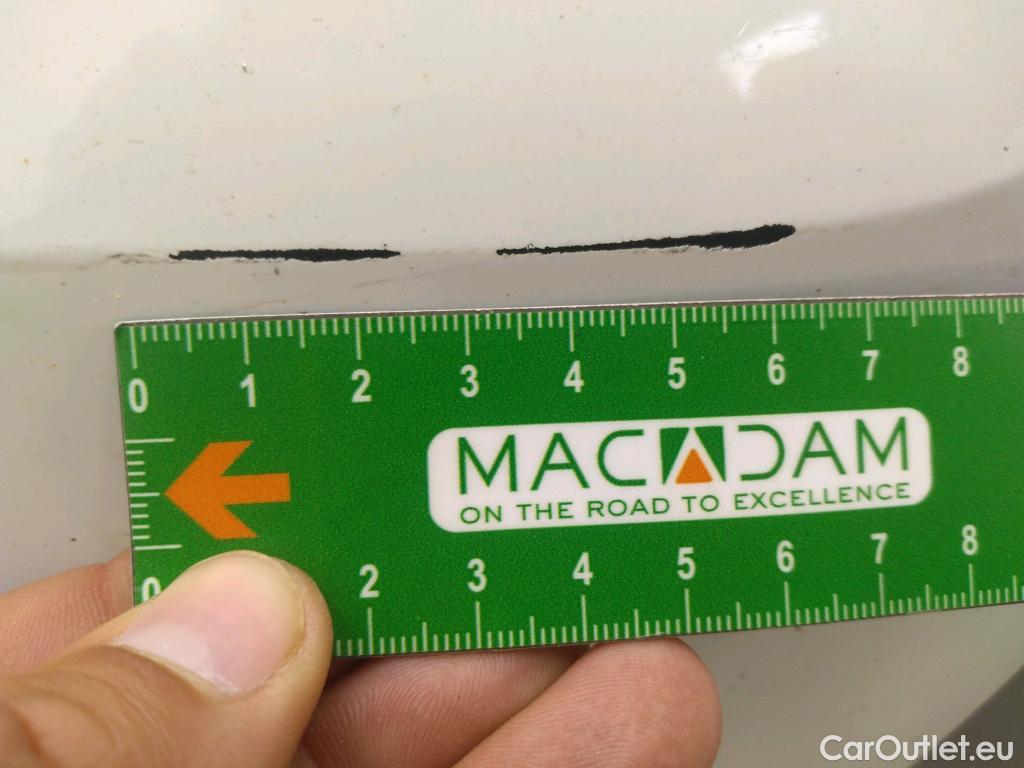 0 1 2 3 4 5 6 7 8
MACADAM
ON THE ROAD TO EXCELLENCE
0 2 3 4 5 6 7 8
CarOutlet.eu